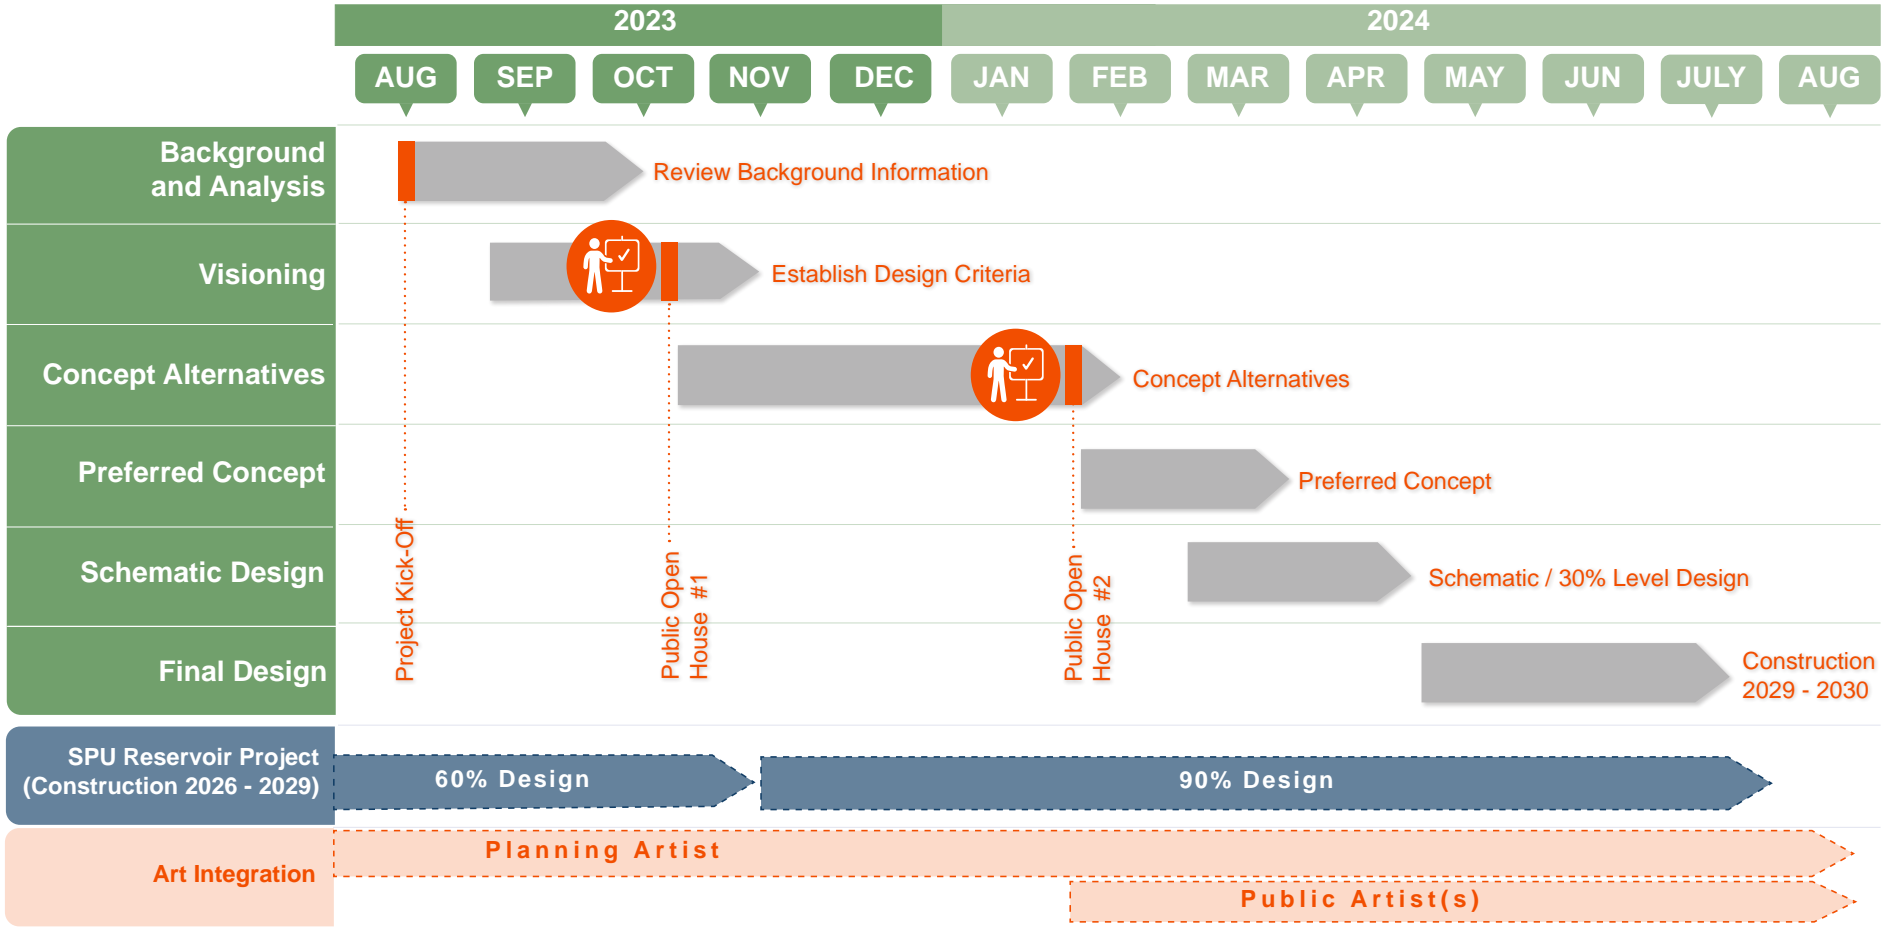 2023
2024
AUG
SEP
OCT
NOV
DEC
JAN
FEB
MAR
APR
MAY
JUN
JULY
AUG
Background
and Analysis
Review Background Information
Visioning
Establish Design Criteria
Concept Alternatives
Concept Alternatives
Preferred Concept
Preferred Concept
Schematic Design
Schematic / 30% Level Design
Final Design
Construction
2029 - 2030
Project Kick-Off
Public Open
House #1
Public Open
House #2
SPU Reservoir Project
(Construction 2026 - 2029)
60% Design
90% Design
Art Integration
Planning Artist
Public Artist(s)